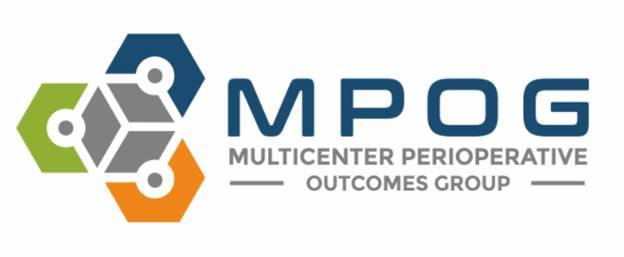 MPOG
MULTICENTER PERIOPERATIVE
OUTCOMES GROUP